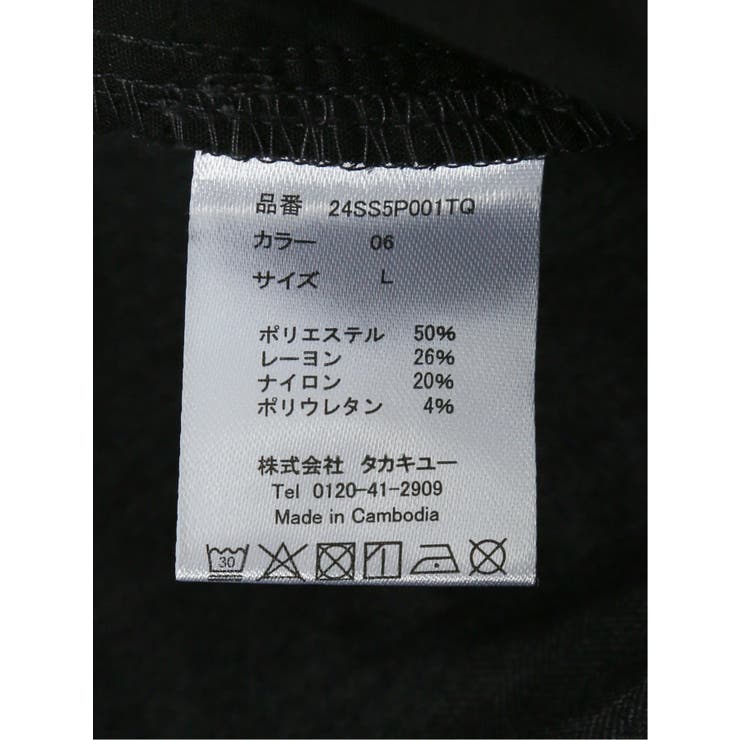 品番 24SS5P001TQ
カラー 06
サイズ L
ポリエステル 50%
レーヨン 26%
ナイロン 20%
ポリウレタン 4%
株式会社 タカキユー
Tel 0120-41-2909
Made in Cambodia
30